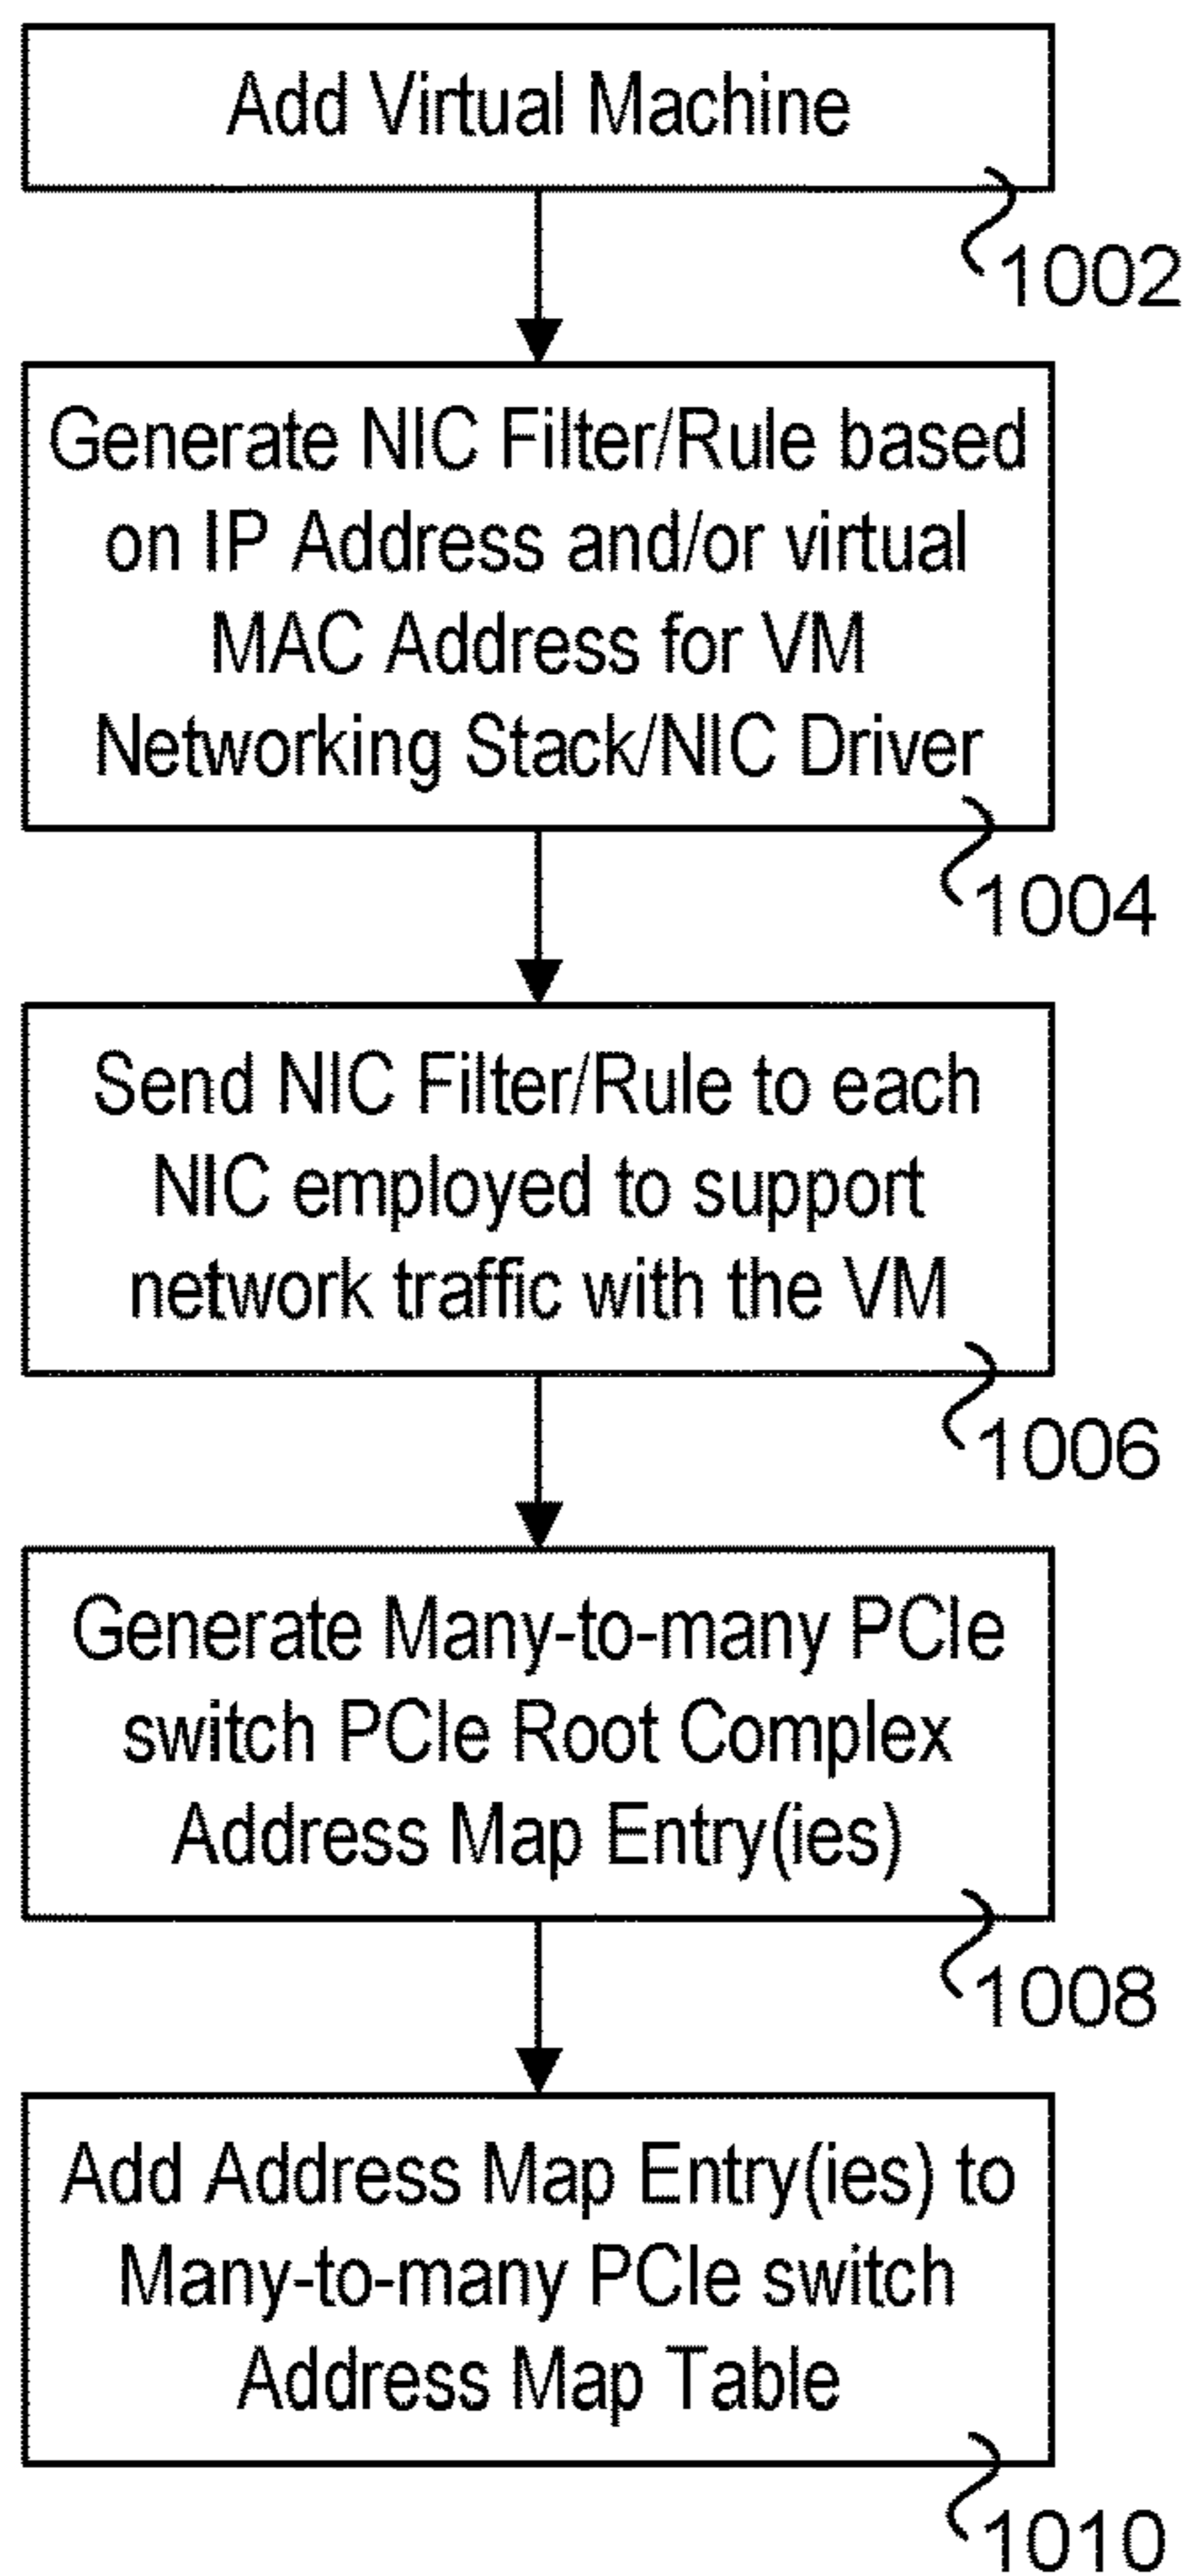 Add Virtual Machine
1002
Generate NIC Filter/Rule based
on IP Address and/or virtual
MAC Address for VM
Networking Stack/NIC Driver
1004
Send NIC Filter/Rule to each
NIC employed to support
network traffic with the VM
1006
Generate Many-to-many PCIe
switch PCIe Root Complex
Address Map Entry(ies)
1008
Add Address Map Entry(ies) to
Many-to-many PCIe switch
Address Map Table
1010